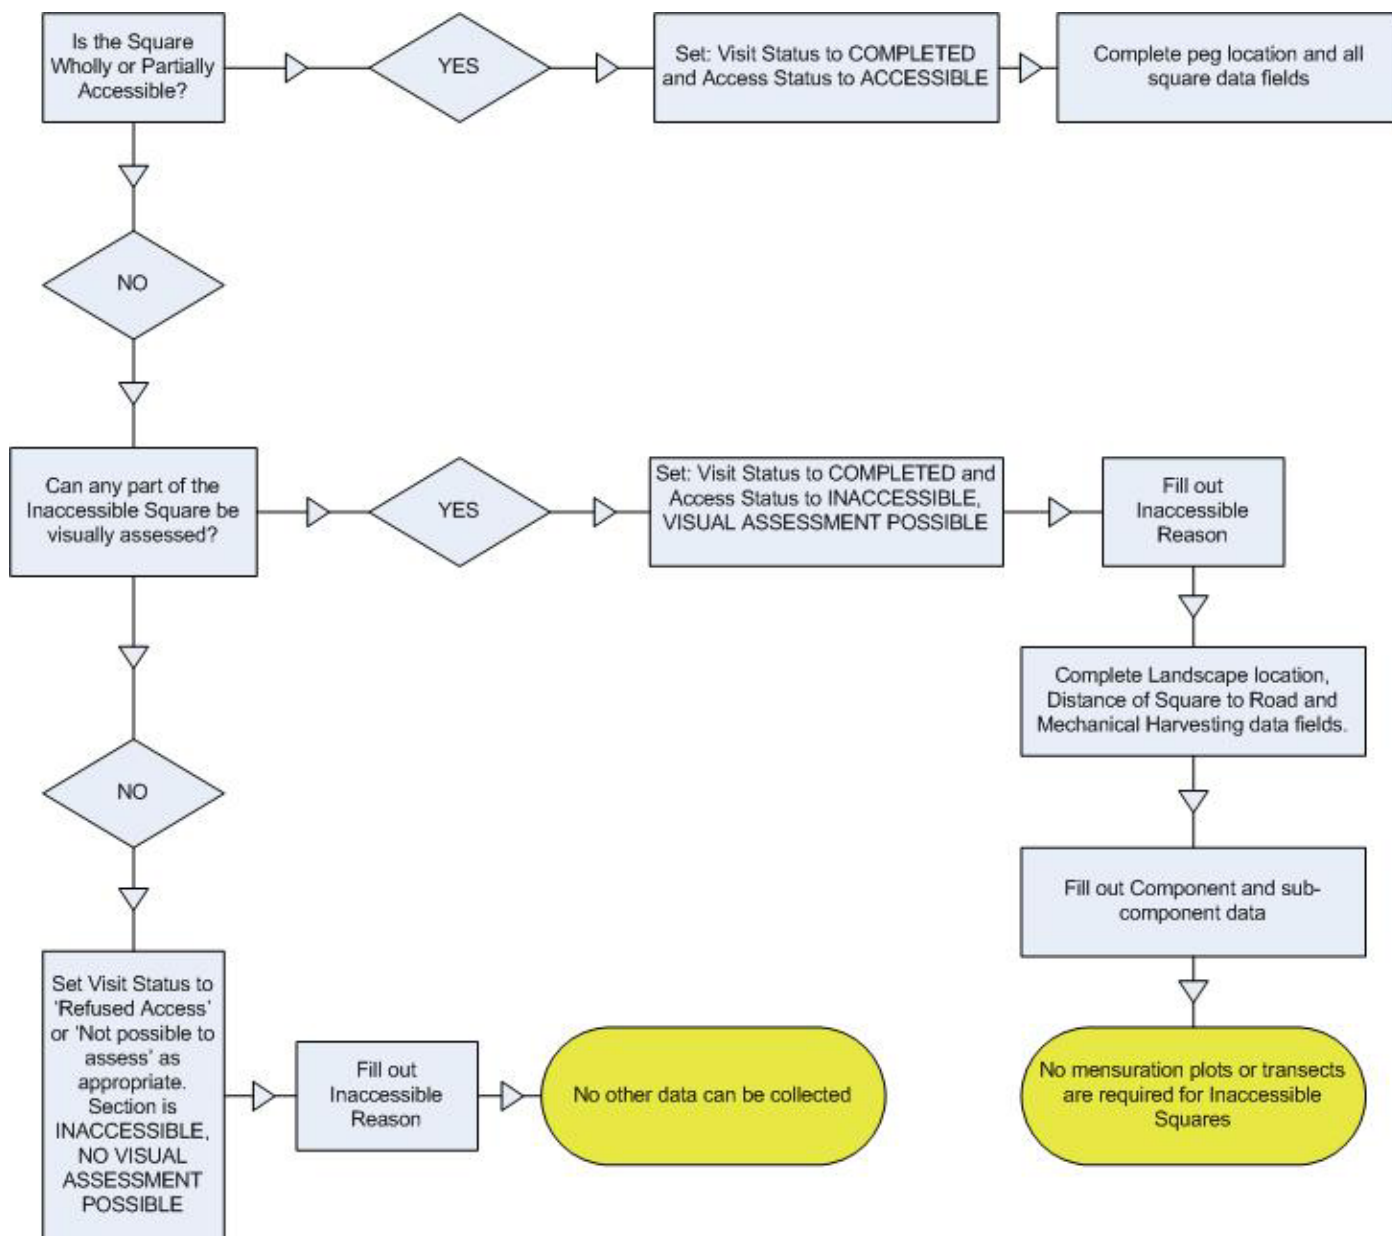 Is the Square
Wholly or Partially
Accessible?
YES
Set: Visit Status to COMPLETED
and Access Status to ACCESSIBLE
Complete peg location and all
square data fields
NO
Can any part of the
Inaccessible Square be
visually assessed?
YES
Set: Visit Status to COMPLETED and
Access Status to INACCESSIBLE,
VISUAL ASSESSMENT POSSIBLE
Fill out
Inaccessible
Reason
Complete Landscape location,
Distance of Square to Road and
Mechanical Harvesting data fields.
Fill out Component and sub-
component data
No mensuration plots or transects
are required for Inaccessible
Squares
NO
Set Visit Status to
‘Refused Access’
or ‘Not possible to
assess’ as
appropriate.
Section is
INACCESSIBLE,
NO VISUAL
ASSESSMENT
POSSIBLE
Fill out
Inaccessible
Reason
No other data can be collected